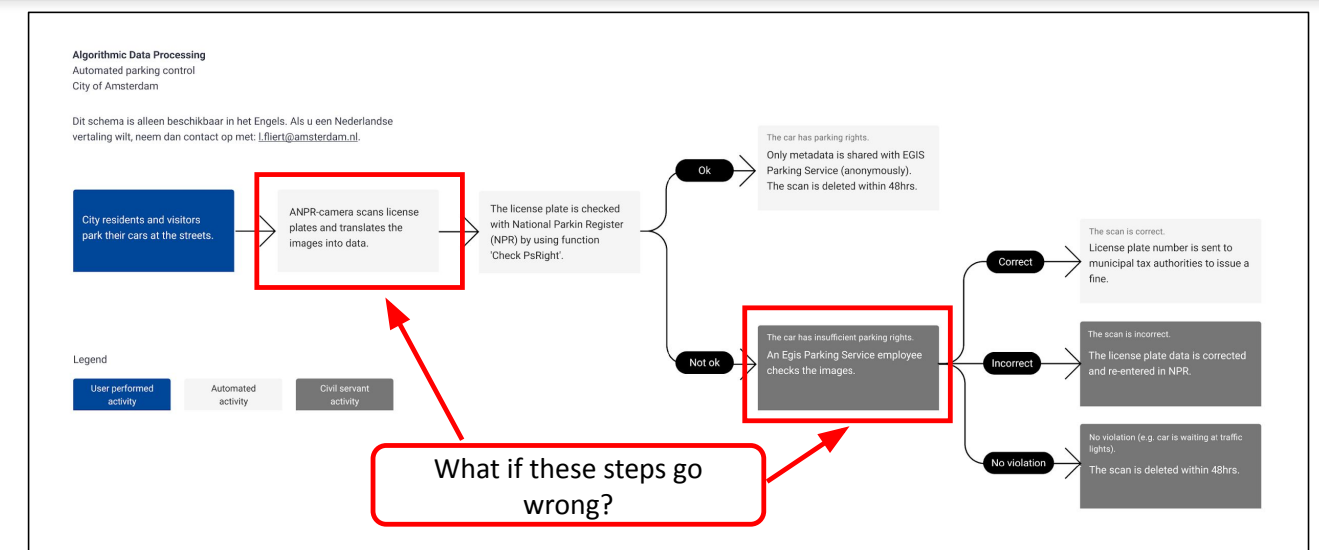 Algorithmic Data Processing
Automated parking control
City of Amsterdam
Dit schema is alleen beschikbaar in het Engels. Als u een Nederlandse
vertaling wilt, neem dan contact op met: l.fliert@amsterdam.nl.
City residents and visitors
park their cars at the streets.
ANPR-camera scans license
plates and translates the
images into data.
The license plate is checked
with National Parkin Register
(NPR) by using function
'Check PsRight'.
Ok
The car has parking rights.
Only metadata is shared with EGIS
Parking Service (anonymously).
The scan is deleted within 48hrs.
Not ok
The car has insufficient parking rights.
An Egis Parking Service employee
checks the images.
Correct
The scan is correct.
License plate number is sent to
municipal tax authorities to issue a
fine.
Incorrect
The scan is incorrect.
The license plate data is corrected
and re-entered in NPR.
No violation
No violation (e.g. car is waiting at traffic
lights).
The scan is deleted within 48hrs.
Legend
User performed
activity
Automated
activity
Civil servant
activity
What if these steps go
wrong?